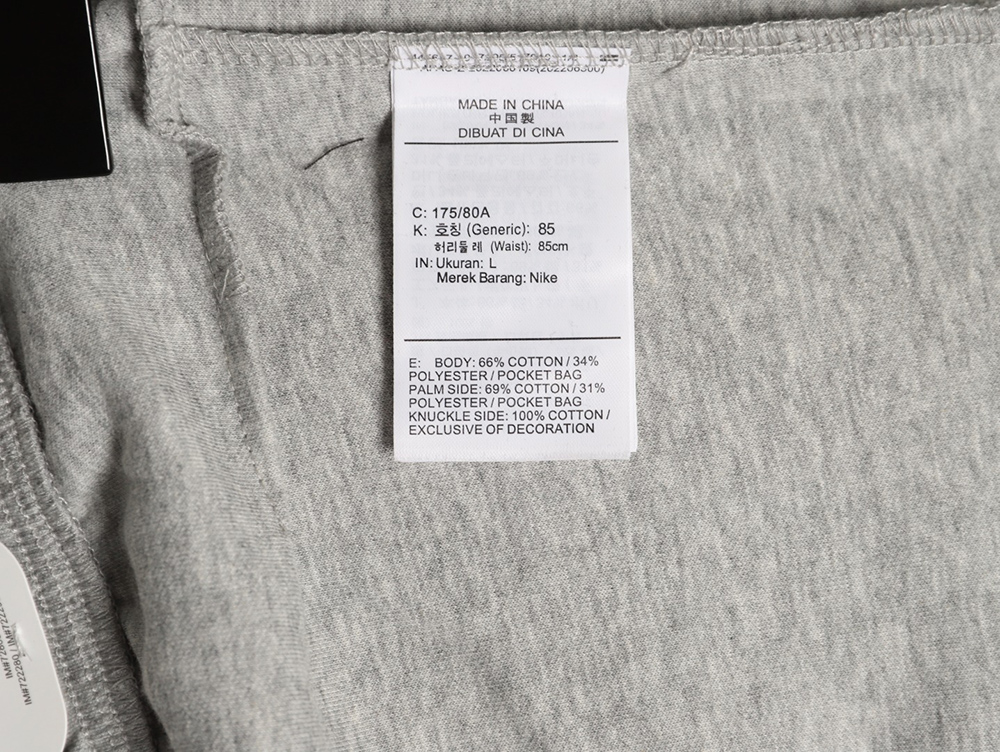 MADE IN CHINA
中国製
DIBUAT DI CINA
C: 175/80A
K: 호칭 (Generic): 85
허리둘레 (Waist): 85cm
IN: Ukuran: L
Merek Barang: Nike
E: BODY: 66% COTTON / 34%
POLYESTER / POCKET BAG
PALM SIDE: 69% COTTON / 31%
POLYESTER / POCKET BAG
KNUCKLE SIDE: 100% COTTON /
EXCLUSIVE OF DECORATION